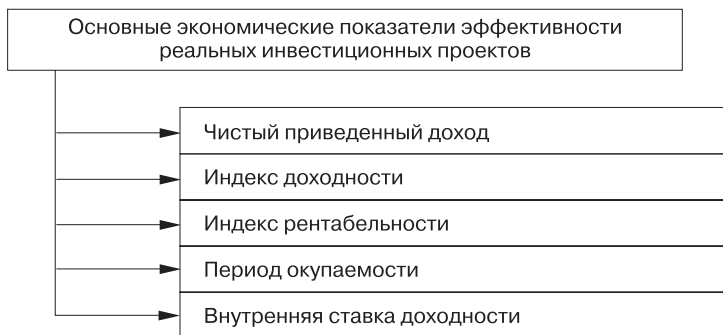 Основные экономические показатели эффективности
реальных инвестиционных проектов
Чистый приведенный доход
Индекс доходности
Индекс рентабельности
Период окупаемости
Внутренняя ставка доходности